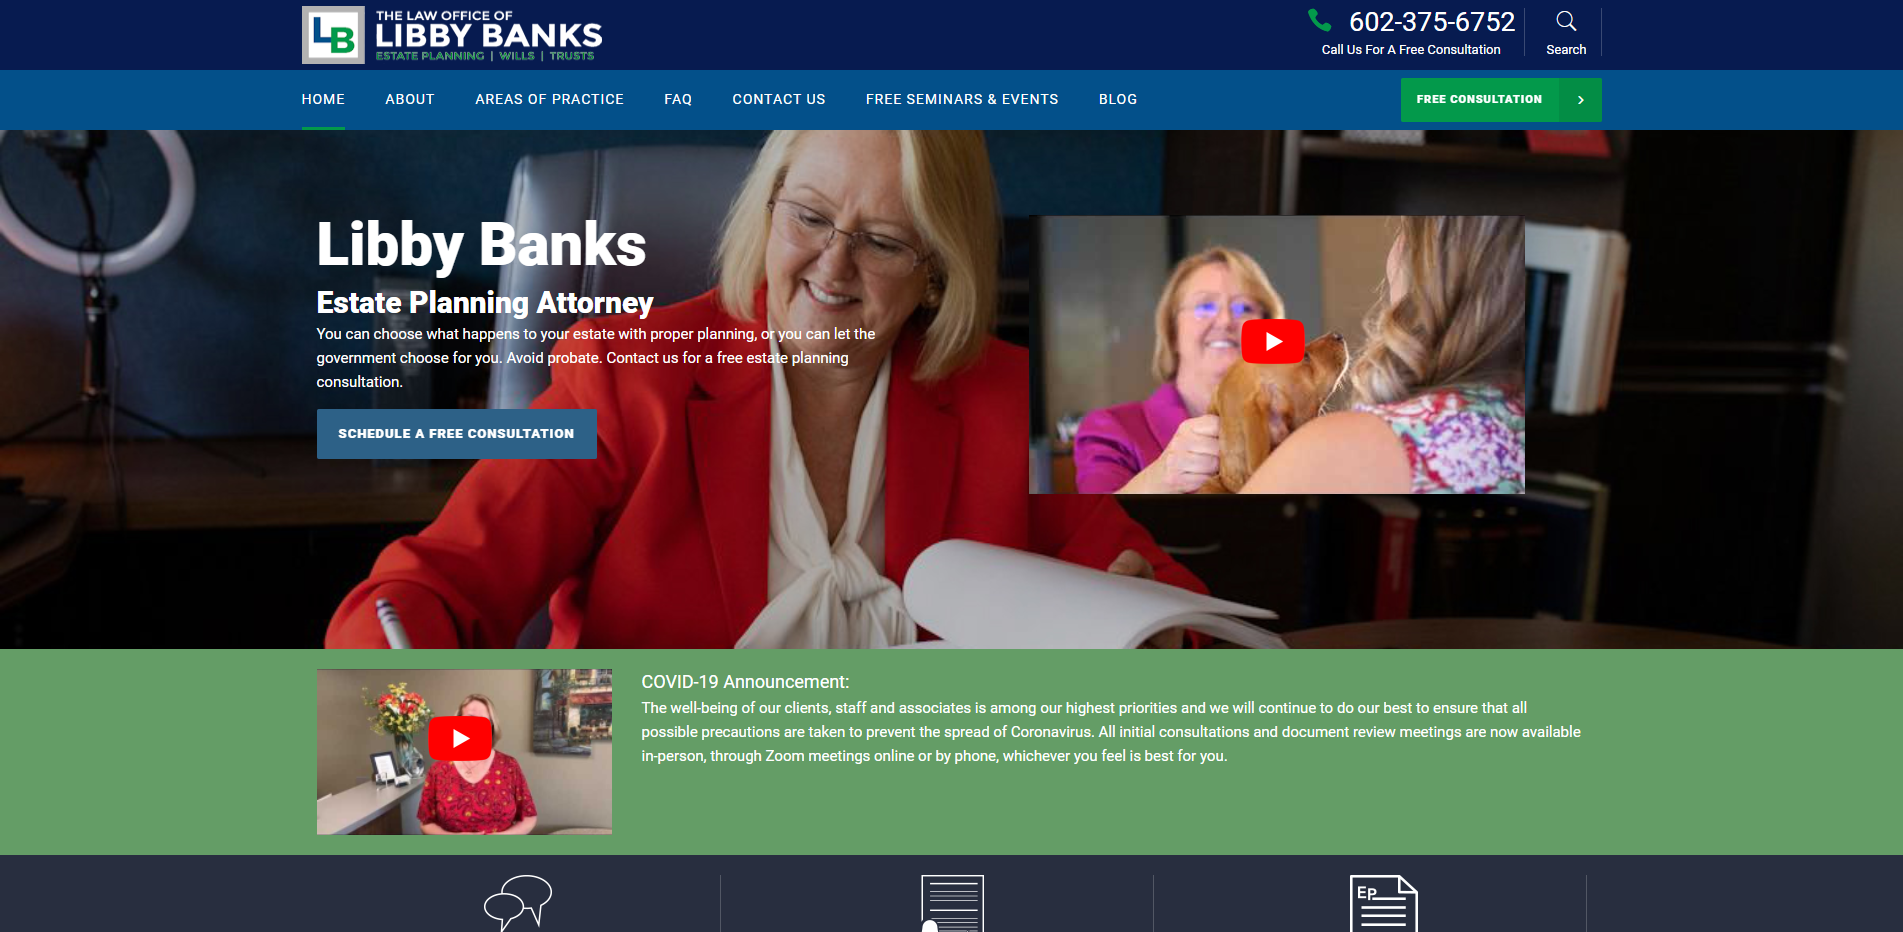 LB
THE LAW OFFICE OF
LIBBY BANKS
ESTATE PLANNING | WILLS | TRUSTS
602-375-6752
Call Us For A Free Consultation
Search
HOME
ABOUT
AREAS OF PRACTICE
FAQ
CONTACT US
FREE SEMINARS & EVENTS
BLOG
FREE CONSULTATION
Libby Banks
Estate Planning Attorney
You can choose what happens to your estate with proper planning, or you can let the
government choose for you. Avoid probate. Contact us for a free estate planning
consultation.
SCHEDULE A FREE CONSULTATION
COVID-19 Announcement:
The well-being of our clients, staff and associates is among our highest priorities and we will continue to do our best to ensure that all
possible precautions are taken to prevent the spread of Coronavirus. All initial consultations and document review meetings are now available
in-person, through Zoom meetings online or by phone, whichever you feel is best for you.
EP